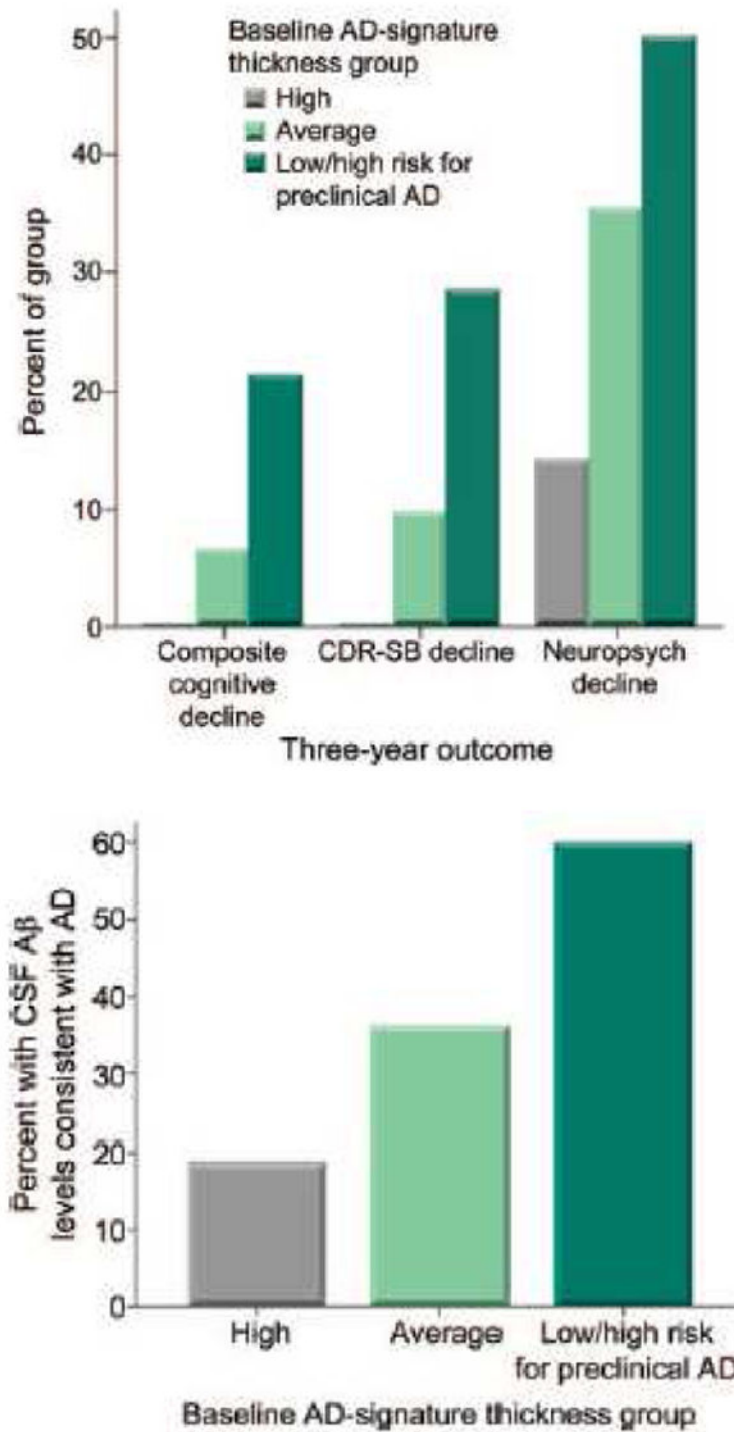 50
40
30
20
10
0
Percent of group
Baseline AD-signature
thickness group
High
Average
Low/high risk for
preclinical AD
Composite
cognitive
decline
CDR-SB decline
Neuropsych
decline
Three-year outcome
60
50
40
30
20
10
0
Percent with CSF Aβ
levels consistent with AD
High
Average
Low/high risk
for preclinical AD
Baseline AD-signature thickness group